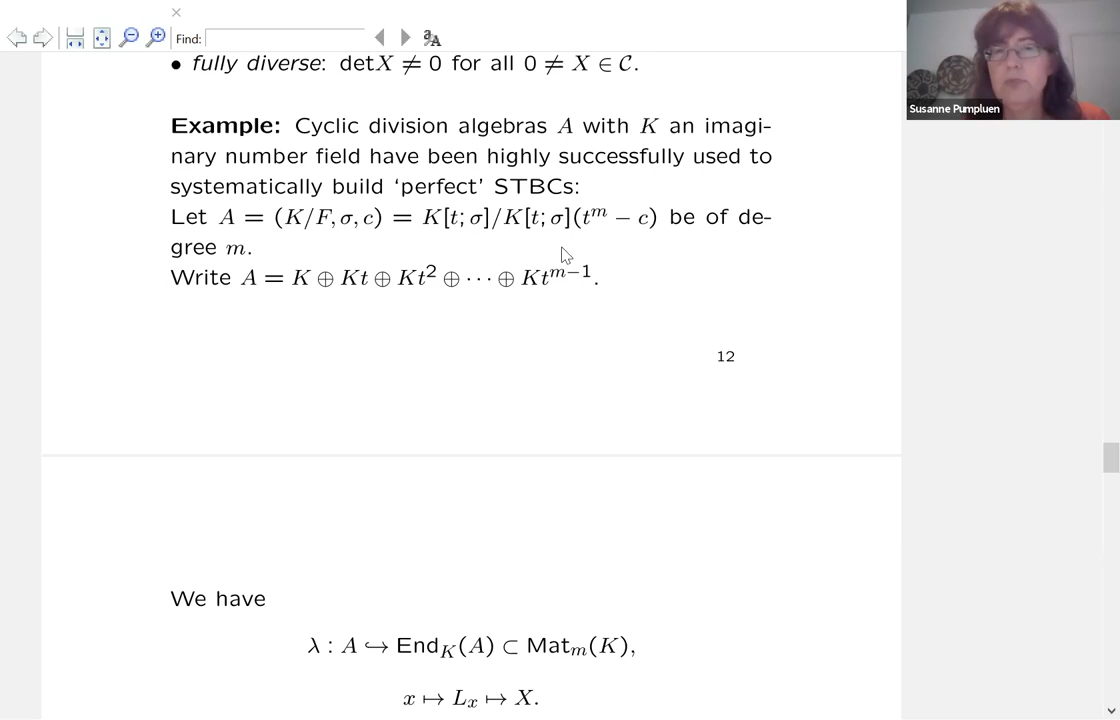 Find:
• fully diverse: detX ≠ 0 for all 0 ≠ X ∈ 𝒞.
Example: Cyclic division algebras A with K an imagi-
nary number field have been highly successfully used to
systematically build ‘perfect’ STBCs:
Let A = (K/F, σ, c) = K[t; σ]/K[t; σ](t^m − c) be of de-
gree m.
Write A = K ⊕ Kt ⊕ Kt² ⊕ ··· ⊕ Kt^{m−1}.
12
We have
λ : A ↪ End_K(A) ⊂ Mat_m(K),
x ↦ L_x ↦ X.
Susanne Pumpluen